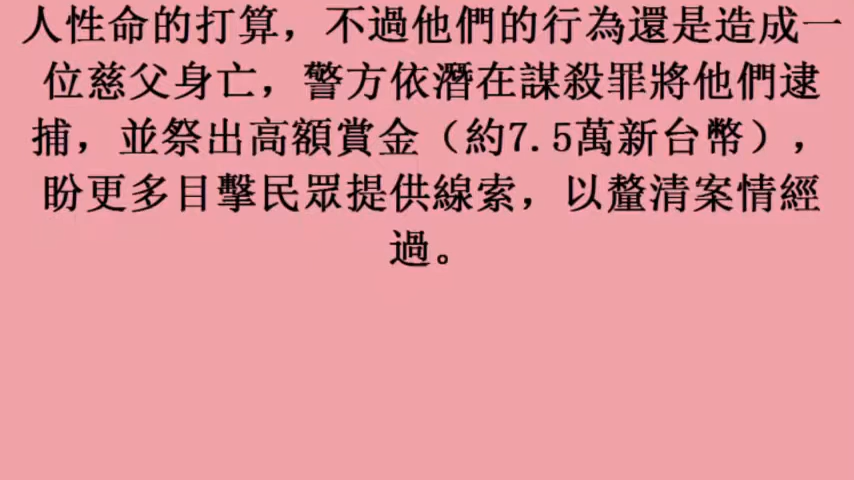 人性命的打算，不過他們的行為還是造成一
位慈父身亡，警方依潛在謀殺罪將他們逮
捕，並祭出高額賞金（約7.5萬新台幣），
盼更多目擊民眾提供線索，以釐清案情經
過。